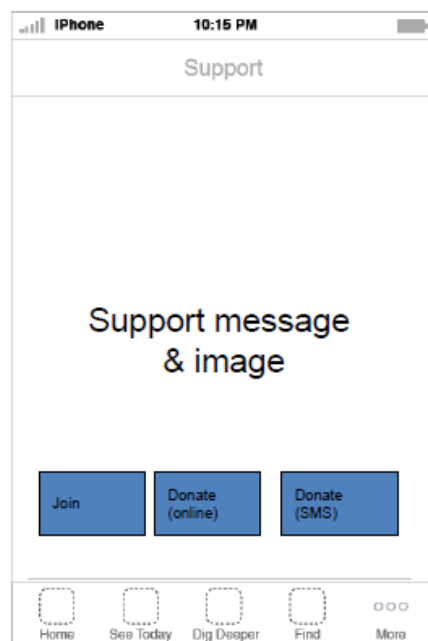 IPhone 10:15 PM
Support
Support message
& image
Join
Donate
(online)
Donate
(SMS)
Home See Today Dig Deeper Find More